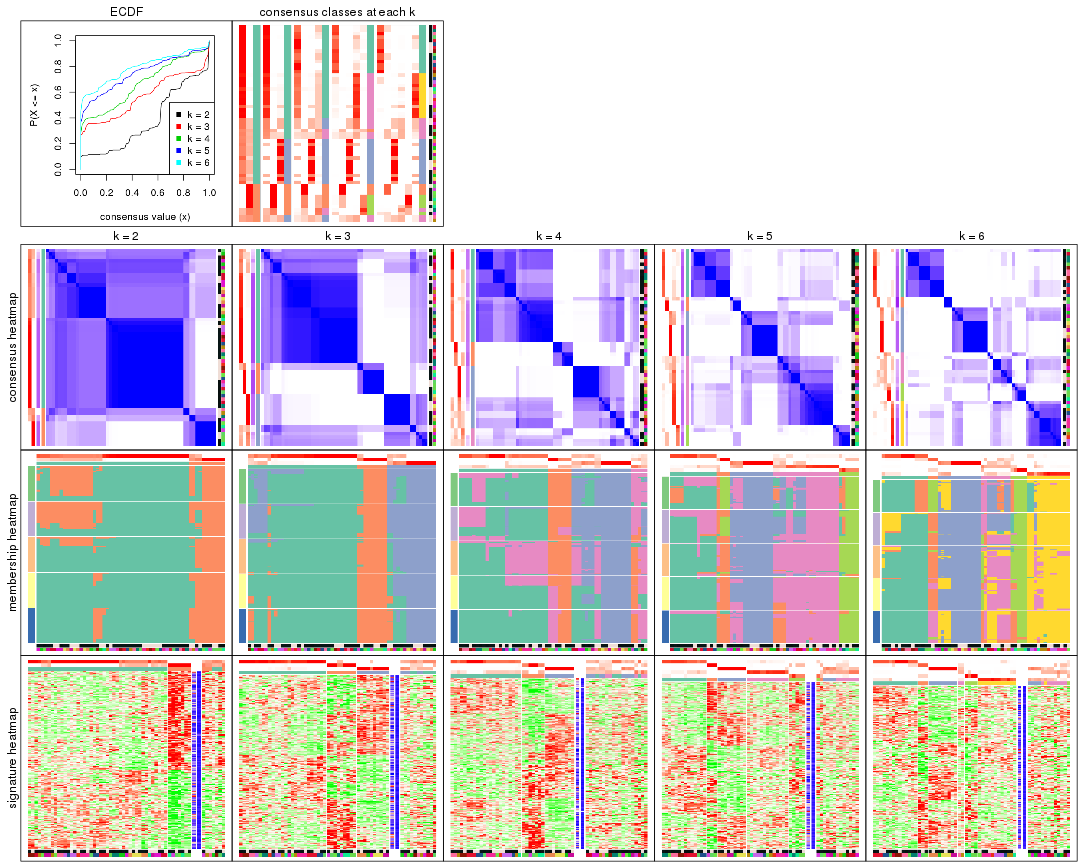 ECDF
consensus classes at each k
P(X <= x)
0.0 0.2 0.4 0.6 0.8 1.0
k = 2
k = 3
k = 4
k = 5
k = 6
0.0 0.2 0.4 0.6 0.8 1.0
consensus value (x)
k = 2 k = 3 k = 4 k = 5 k = 6
consensus heatmap
membership heatmap
signature heatmap